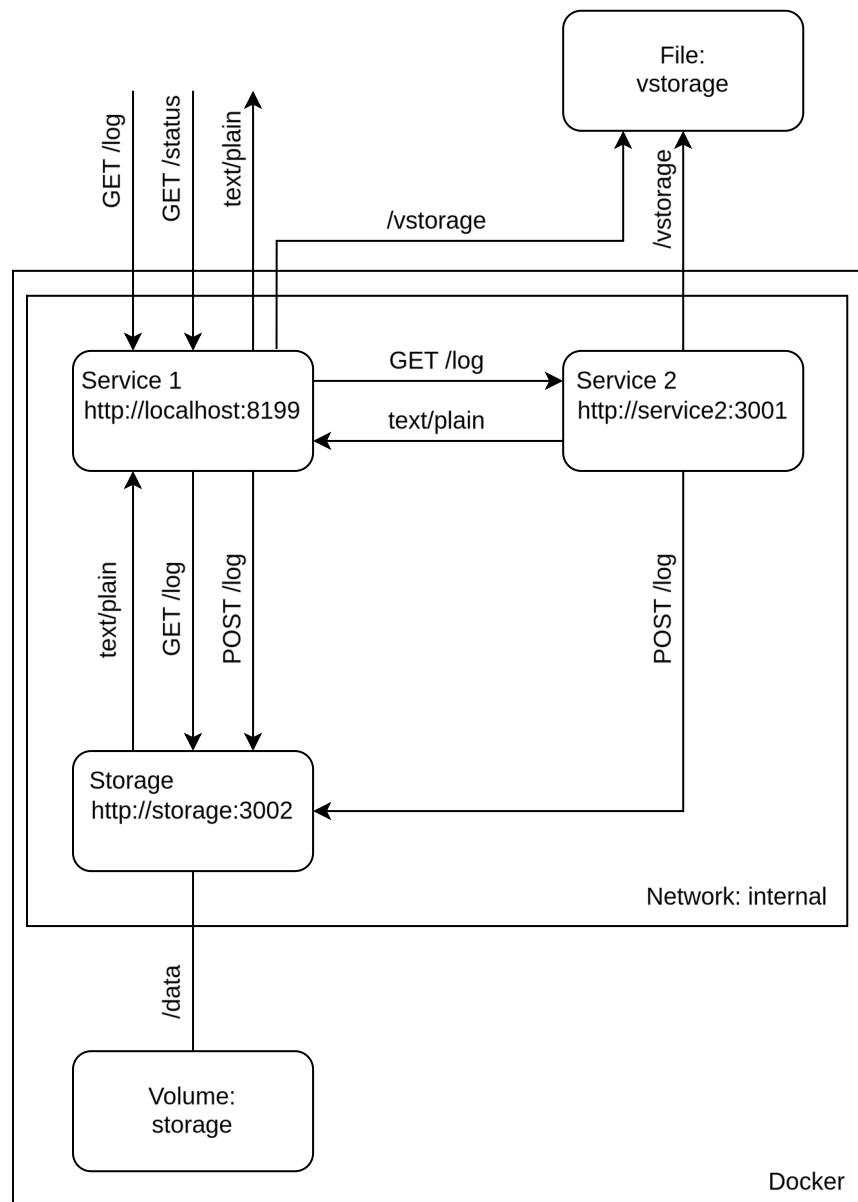 File:
vstorage
GET /log
GET /status
text/plain
/vstorage
/vstorage
Service 1
http://localhost:8199
GET /log
text/plain
Service 2
http://service2:3001
text/plain
GET /log
POST /log
POST /log
Storage
http://storage:3002
Network: internal
/data
Volume:
storage
Docker